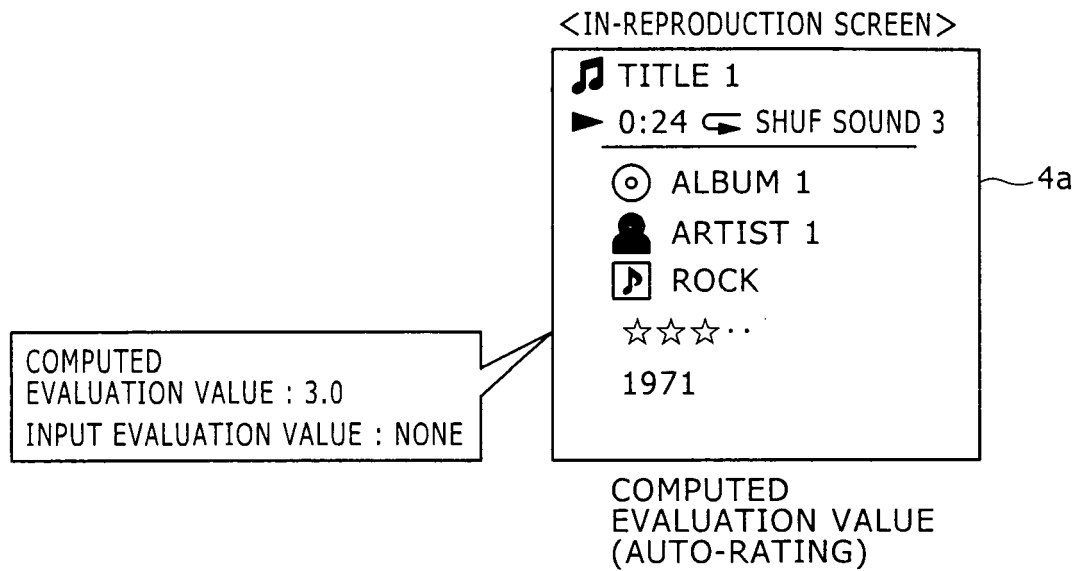 <IN-REPRODUCTION SCREEN>
TITLE 1
0:24 SHUF SOUND 3
4a
ALBUM 1
ARTIST 1
ROCK
☆☆☆··
1971
COMPUTED
EVALUATION VALUE : 3.0
INPUT EVALUATION VALUE : NONE
COMPUTED
EVALUATION VALUE
(AUTO-RATING)